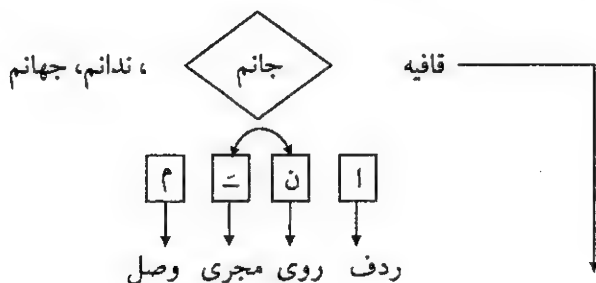 قافیه جانم ، ندانم، جهانم
ا ن ـَ م
ردف روی مجری وصل